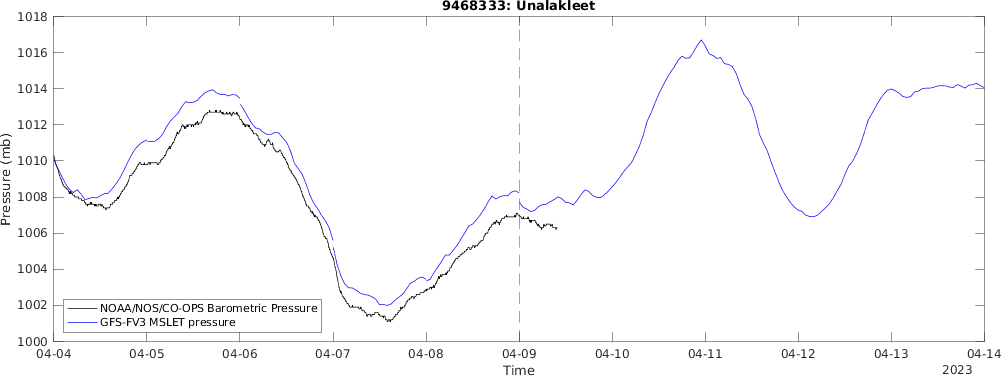 9468333: Unalakleet
1018
1016
1014
1012
1010
1008
1006
1004
1002
1000
Pressure (mb)
NOAA/NOS/CO-OPS Barometric Pressure
GFS-FV3 MSLET pressure
04-04 04-05 04-06 04-07 04-08 04-09 04-10 04-11 04-12 04-13 04-14
Time
2023